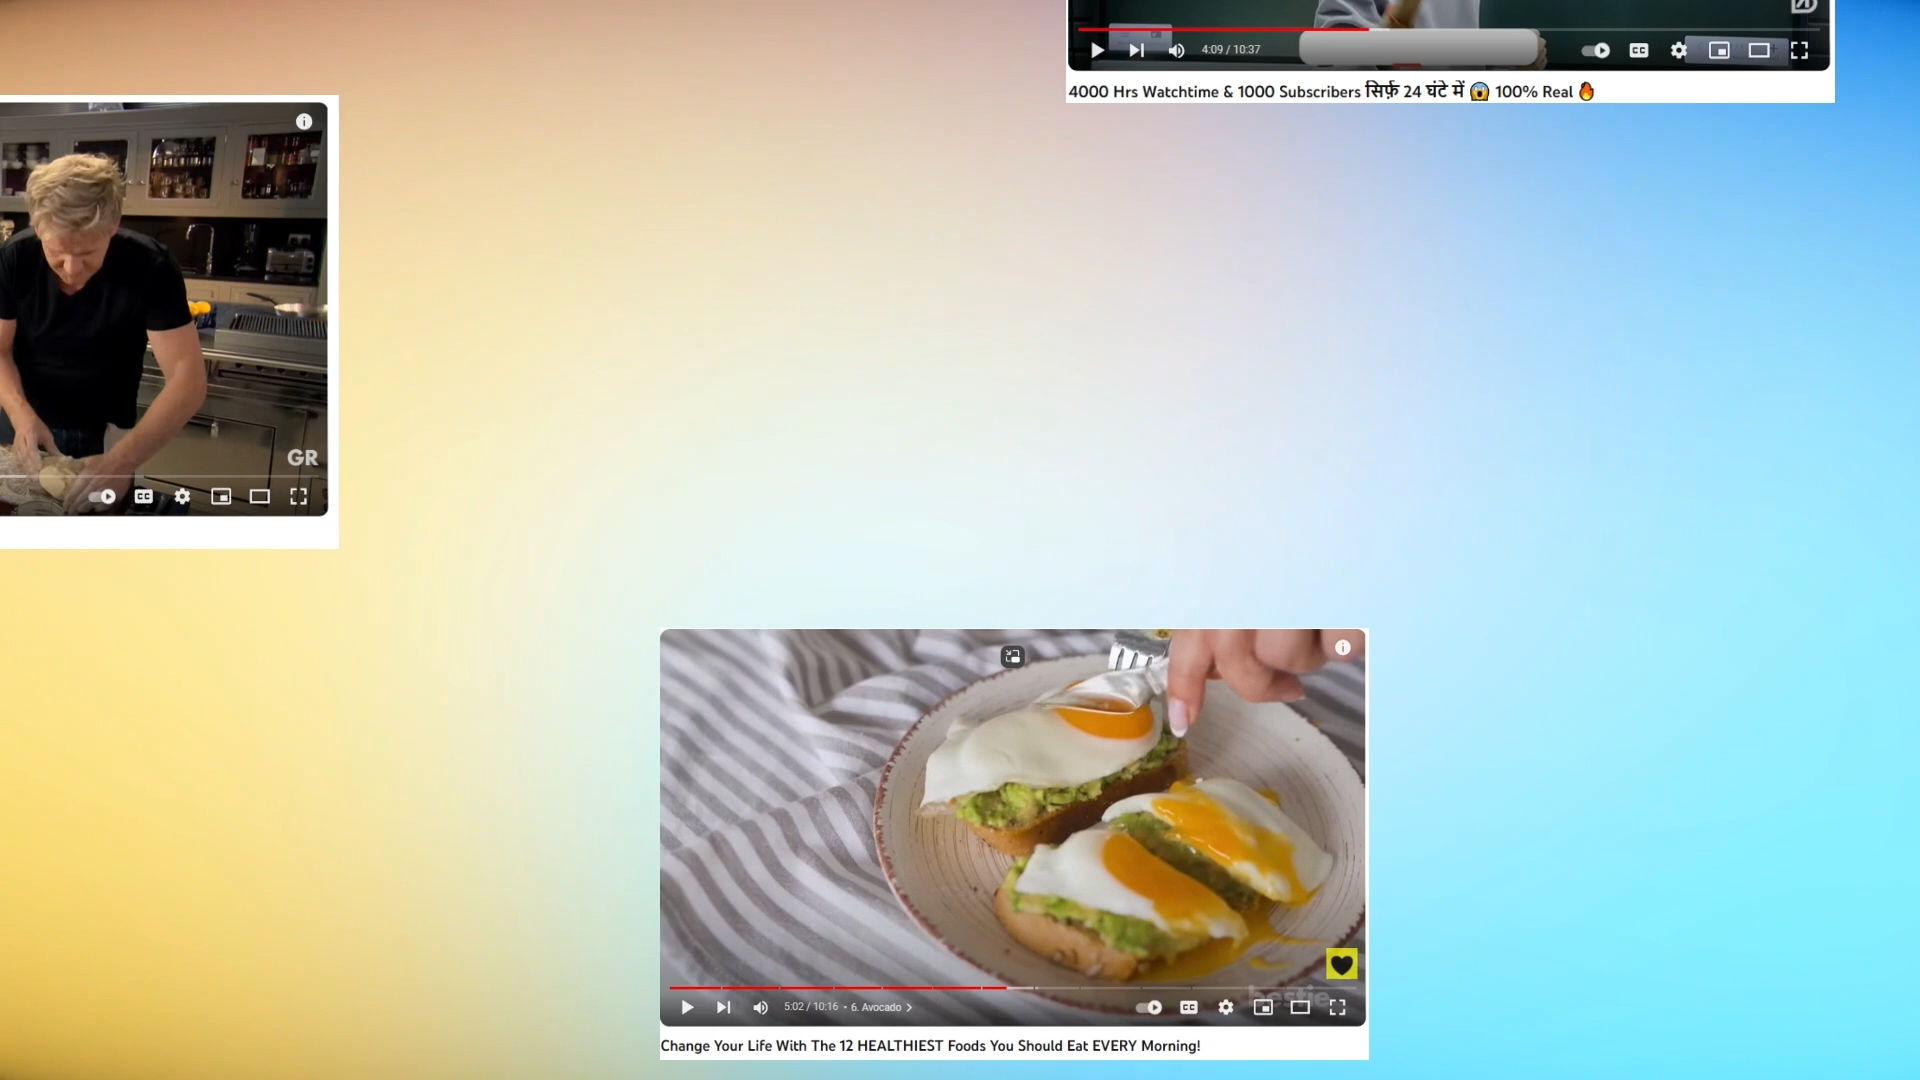 4:09 / 10:37
4000 Hrs Watchtime & 1000 Subscribers सिर्फ़ 24 घंटे में 😱 100% Real 🔥
GR
bestie
5:02 / 10:16 • 6. Avocado >
Change Your Life With The 12 HEALTHIEST Foods You Should Eat EVERY Morning!